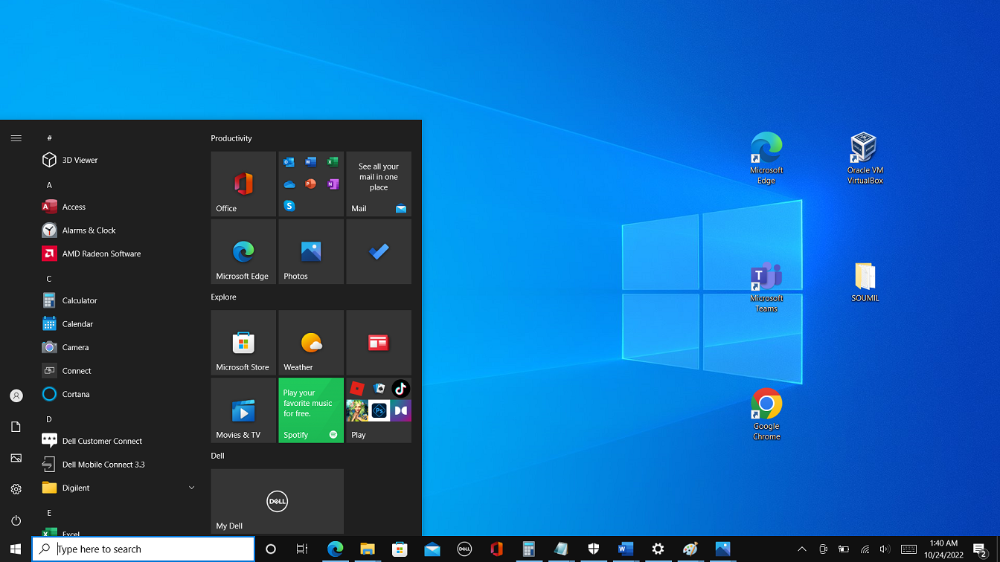 #
3D Viewer
A
Access
Alarms & Clock
AMD Radeon Software
C
Calculator
Calendar
Camera
Connect
Cortana
D
Dell Customer Connect
Dell Mobile Connect 3.3
Digilent
E
Excel
Productivity
Office
See all your
mail in one
place
Mail
Microsoft Edge
Photos
Explore
Microsoft Store
Weather
Movies & TV
Play your
favorite music
for free.
Spotify
Ps
Play
Dell
DELL
My Dell
Microsoft
Edge
Oracle VM
VirtualBox
Microsoft
Teams
SOUMIL
Google
Chrome
Type here to search
DELL
1:40 AM
10/24/2022
2